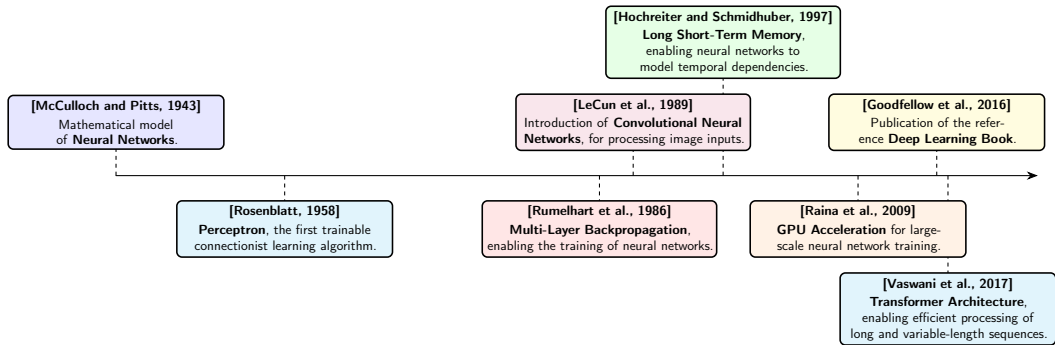 [Hochreiter and Schmidhuber, 1997]
Long Short-Term Memory,
enabling neural networks to
model temporal dependencies.
[McCulloch and Pitts, 1943]
Mathematical model
of Neural Networks.
[LeCun et al., 1989]
Introduction of Convolutional Neural
Networks, for processing image inputs.
[Goodfellow et al., 2016]
Publication of the refer-
ence Deep Learning Book.
[Rosenblatt, 1958]
Perceptron, the first trainable
connectionist learning algorithm.
[Rumelhart et al., 1986]
Multi-Layer Backpropagation,
enabling the training of neural networks.
[Raina et al., 2009]
GPU Acceleration for large-
scale neural network training.
[Vaswani et al., 2017]
Transformer Architecture,
enabling efficient processing of
long and variable-length sequences.